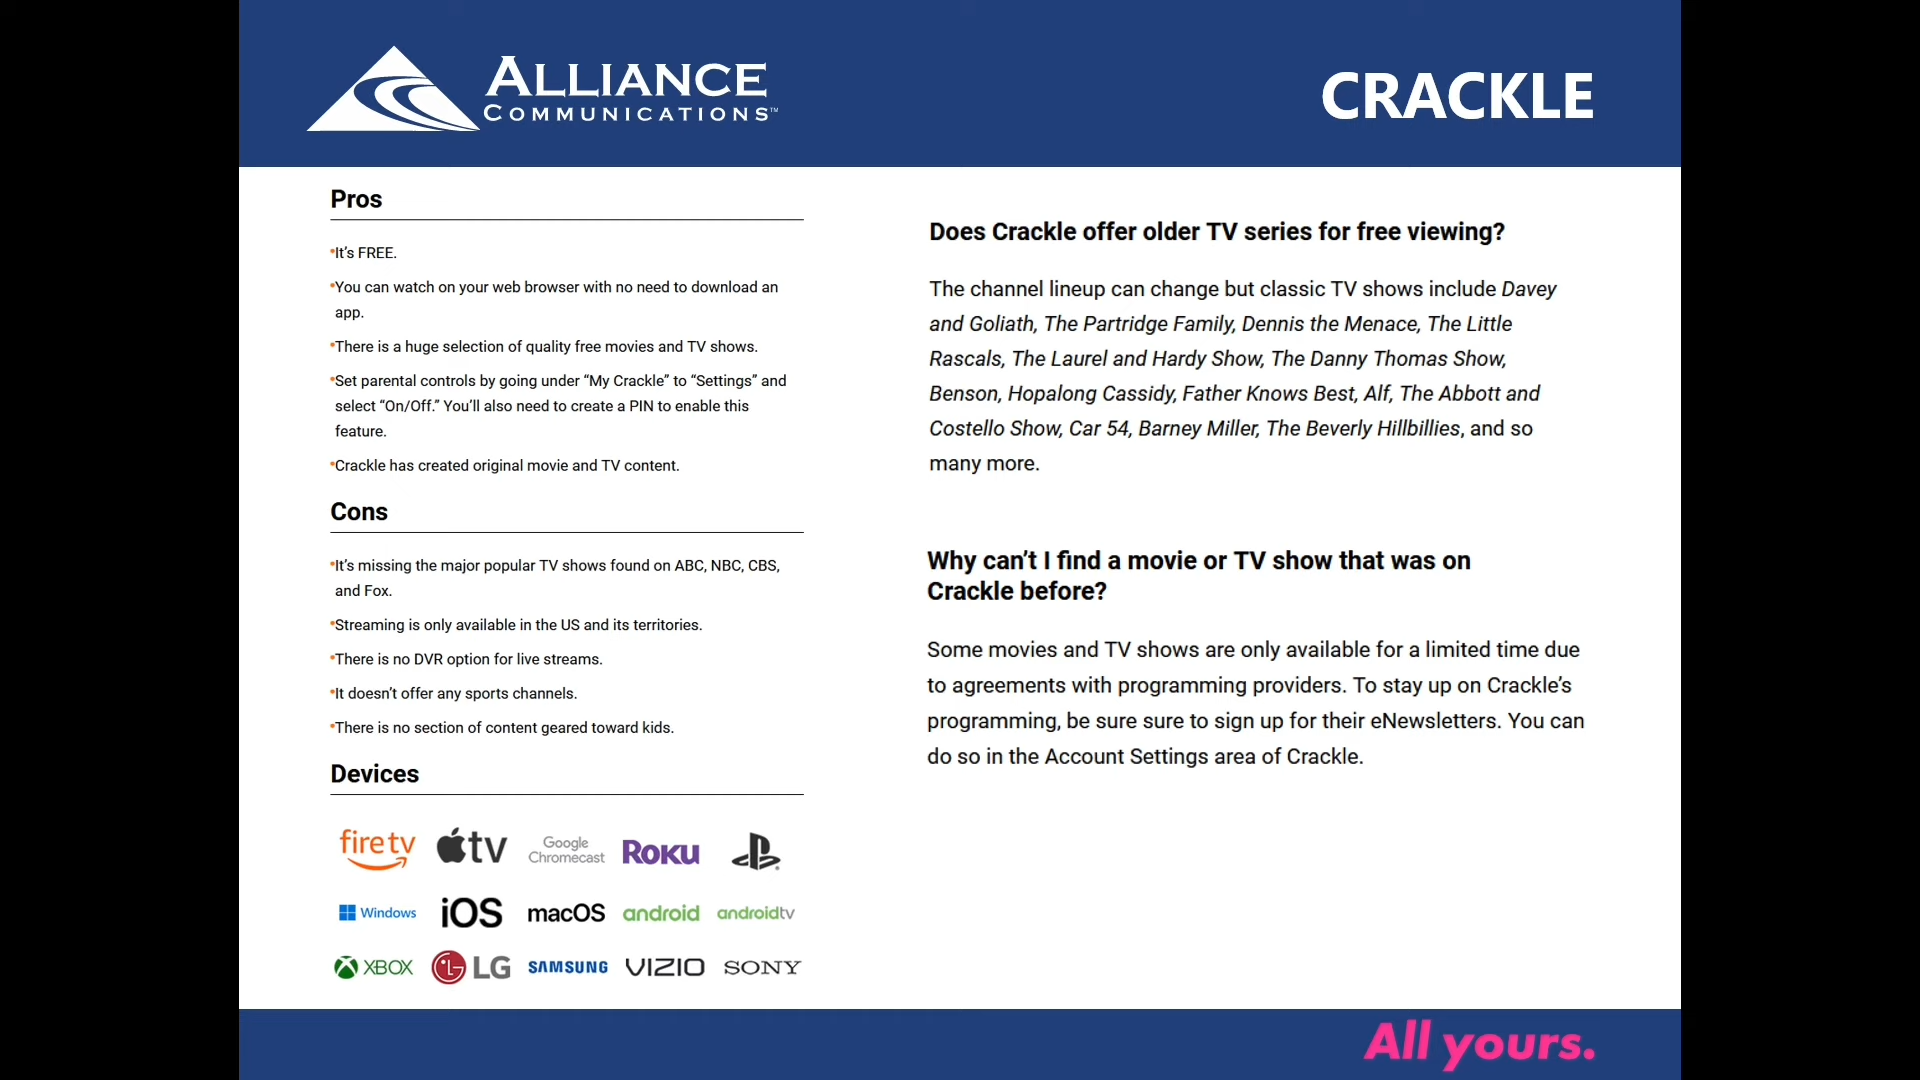 ALLIANCE
COMMUNICATIONS™
CRACKLE
Pros
•It’s FREE.
•You can watch on your web browser with no need to download an
app.
•There is a huge selection of quality free movies and TV shows.
•Set parental controls by going under “My Crackle” to “Settings” and
select “On/Off.” You’ll also need to create a PIN to enable this
feature.
•Crackle has created original movie and TV content.
Cons
•It’s missing the major popular TV shows found on ABC, NBC, CBS,
and Fox.
•Streaming is only available in the US and its territories.
•There is no DVR option for live streams.
•It doesn’t offer any sports channels.
•There is no section of content geared toward kids.
Devices
fire tv
tv
Google
Chromecast
ROKU
Windows
iOS
macOS
android
androidtv
XBOX
LG
SAMSUNG
VIZIO
SONY
Does Crackle offer older TV series for free viewing?
The channel lineup can change but classic TV shows include Davey
and Goliath, The Partridge Family, Dennis the Menace, The Little
Rascals, The Laurel and Hardy Show, The Danny Thomas Show,
Benson, Hopalong Cassidy, Father Knows Best, Alf, The Abbott and
Costello Show, Car 54, Barney Miller, The Beverly Hillbillies, and so
many more.
Why can’t I find a movie or TV show that was on
Crackle before?
Some movies and TV shows are only available for a limited time due
to agreements with programming providers. To stay up on Crackle’s
programming, be sure sure to sign up for their eNewsletters. You can
do so in the Account Settings area of Crackle.
All yours.